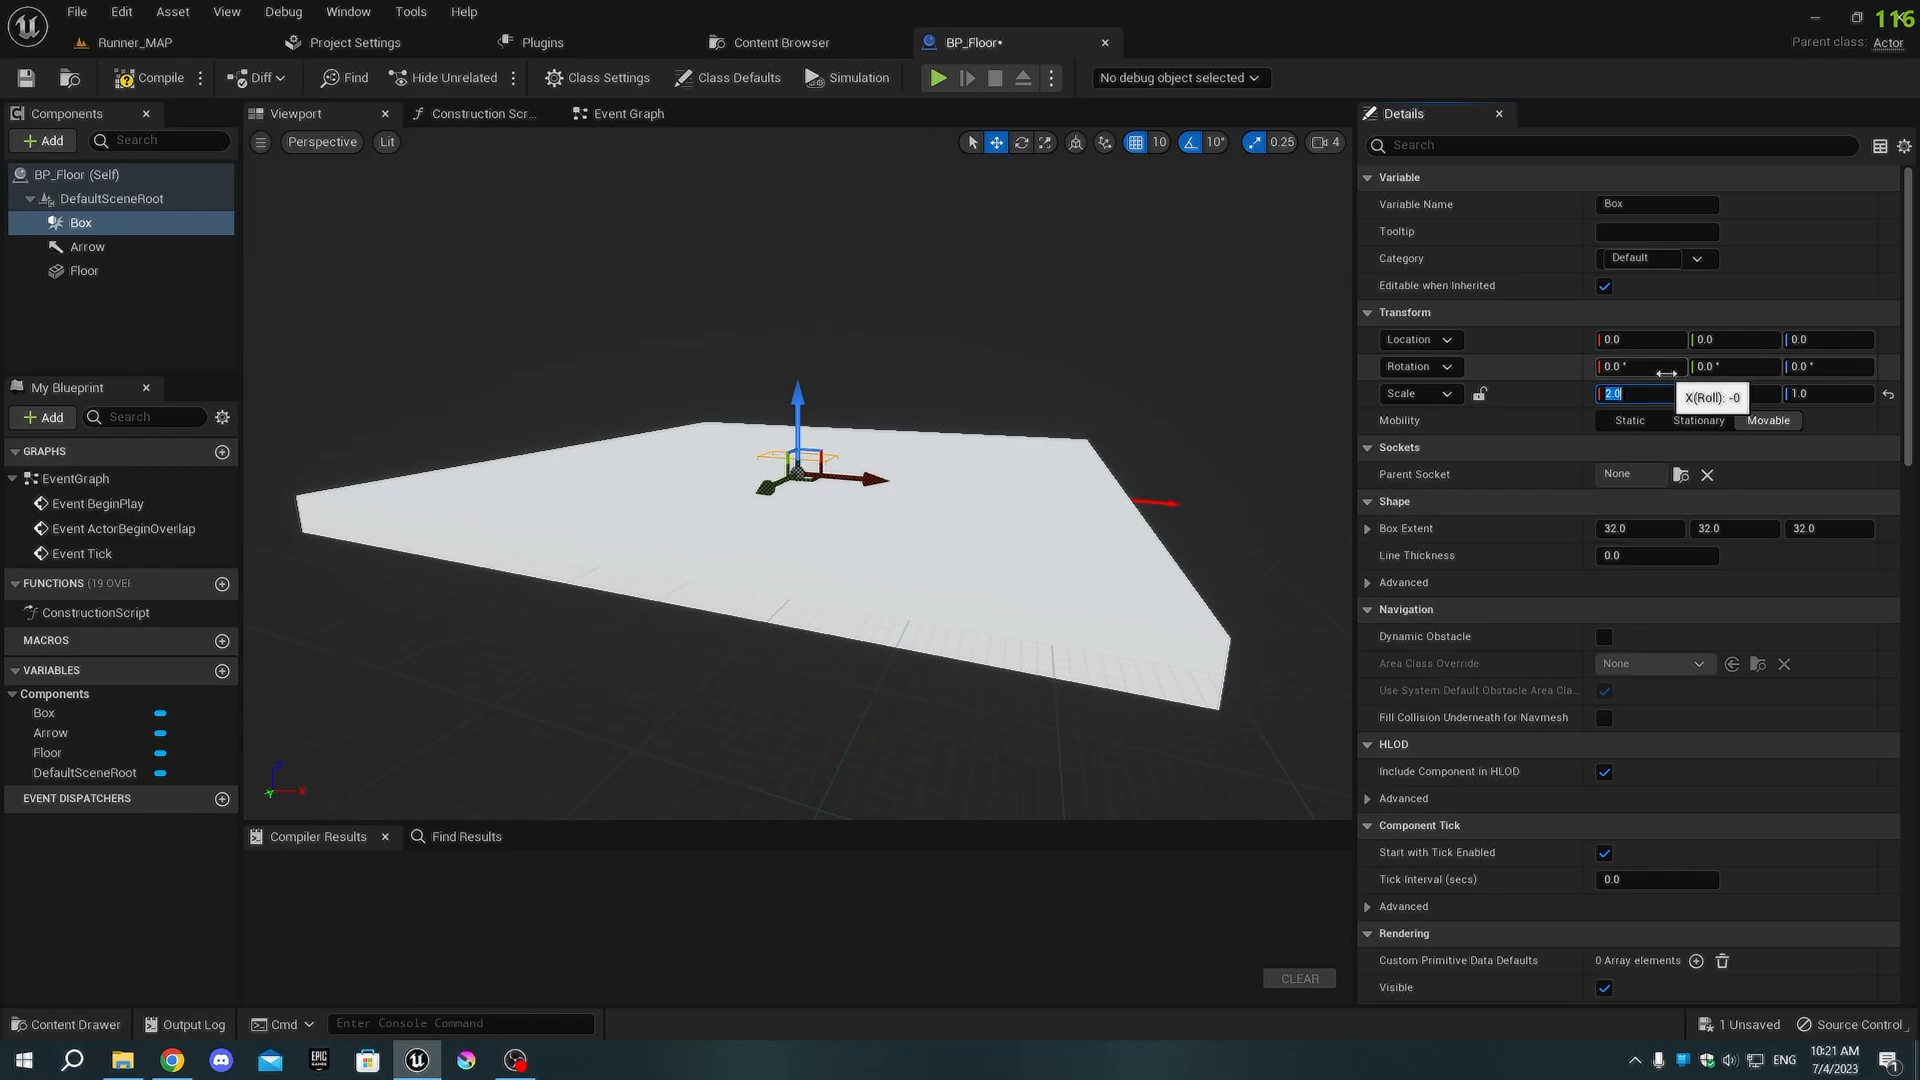 File Edit Asset View Debug Window Tools Help
116
Runner_MAP Project Settings Plugins Content Browser BP_Floor•
Parent class: Actor
Compile Diff Find Hide Unrelated Class Settings Class Defaults Simulation No debug object selected
Components
Add Search
BP_Floor (Self)
DefaultSceneRoot
Box
Arrow
Floor
My Blueprint
Add Search
GRAPHS
EventGraph
Event BeginPlay
Event ActorBeginOverlap
Event Tick
FUNCTIONS (19 OVER
ConstructionScript
MACROS
VARIABLES
Components
Box
Arrow
Floor
DefaultSceneRoot
EVENT DISPATCHERS
Viewport Construction Scr... Event Graph
Perspective Lit 10 10° 0.25 4
Z
X
Y
Compiler Results Find Results
CLEAR
Details
Search
Variable
Variable Name Box
Tooltip
Category Default
Editable when Inherited
Transform
Location 0.0 0.0 0.0
Rotation 0.0 ° 0.0 ° 0.0 °
Scale 2.0 1.0
X(Roll): -0
Mobility Static Stationary Movable
Sockets
Parent Socket None
Shape
Box Extent 32.0 32.0 32.0
Line Thickness 0.0
Advanced
Navigation
Dynamic Obstacle
Area Class Override None
Use System Default Obstacle Area Cla...
Fill Collision Underneath for Navmesh
HLOD
Include Component in HLOD
Advanced
Component Tick
Start with Tick Enabled
Tick Interval (secs) 0.0
Advanced
Rendering
Custom Primitive Data Defaults 0 Array elements
Visible
Content Drawer Output Log Cmd Enter Console Command 1 Unsaved Source Control
EPIC GAMES
ENG
10:21 AM
7/4/2023
1